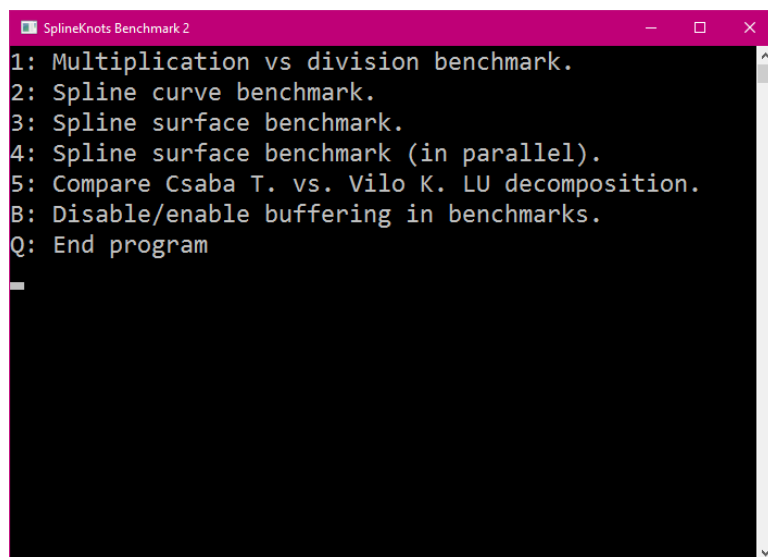 SplineKnots Benchmark 2
1: Multiplication vs division benchmark.
2: Spline curve benchmark.
3: Spline surface benchmark.
4: Spline surface benchmark (in parallel).
5: Compare Csaba T. vs. Vilo K. LU decomposition.
B: Disable/enable buffering in benchmarks.
Q: End program